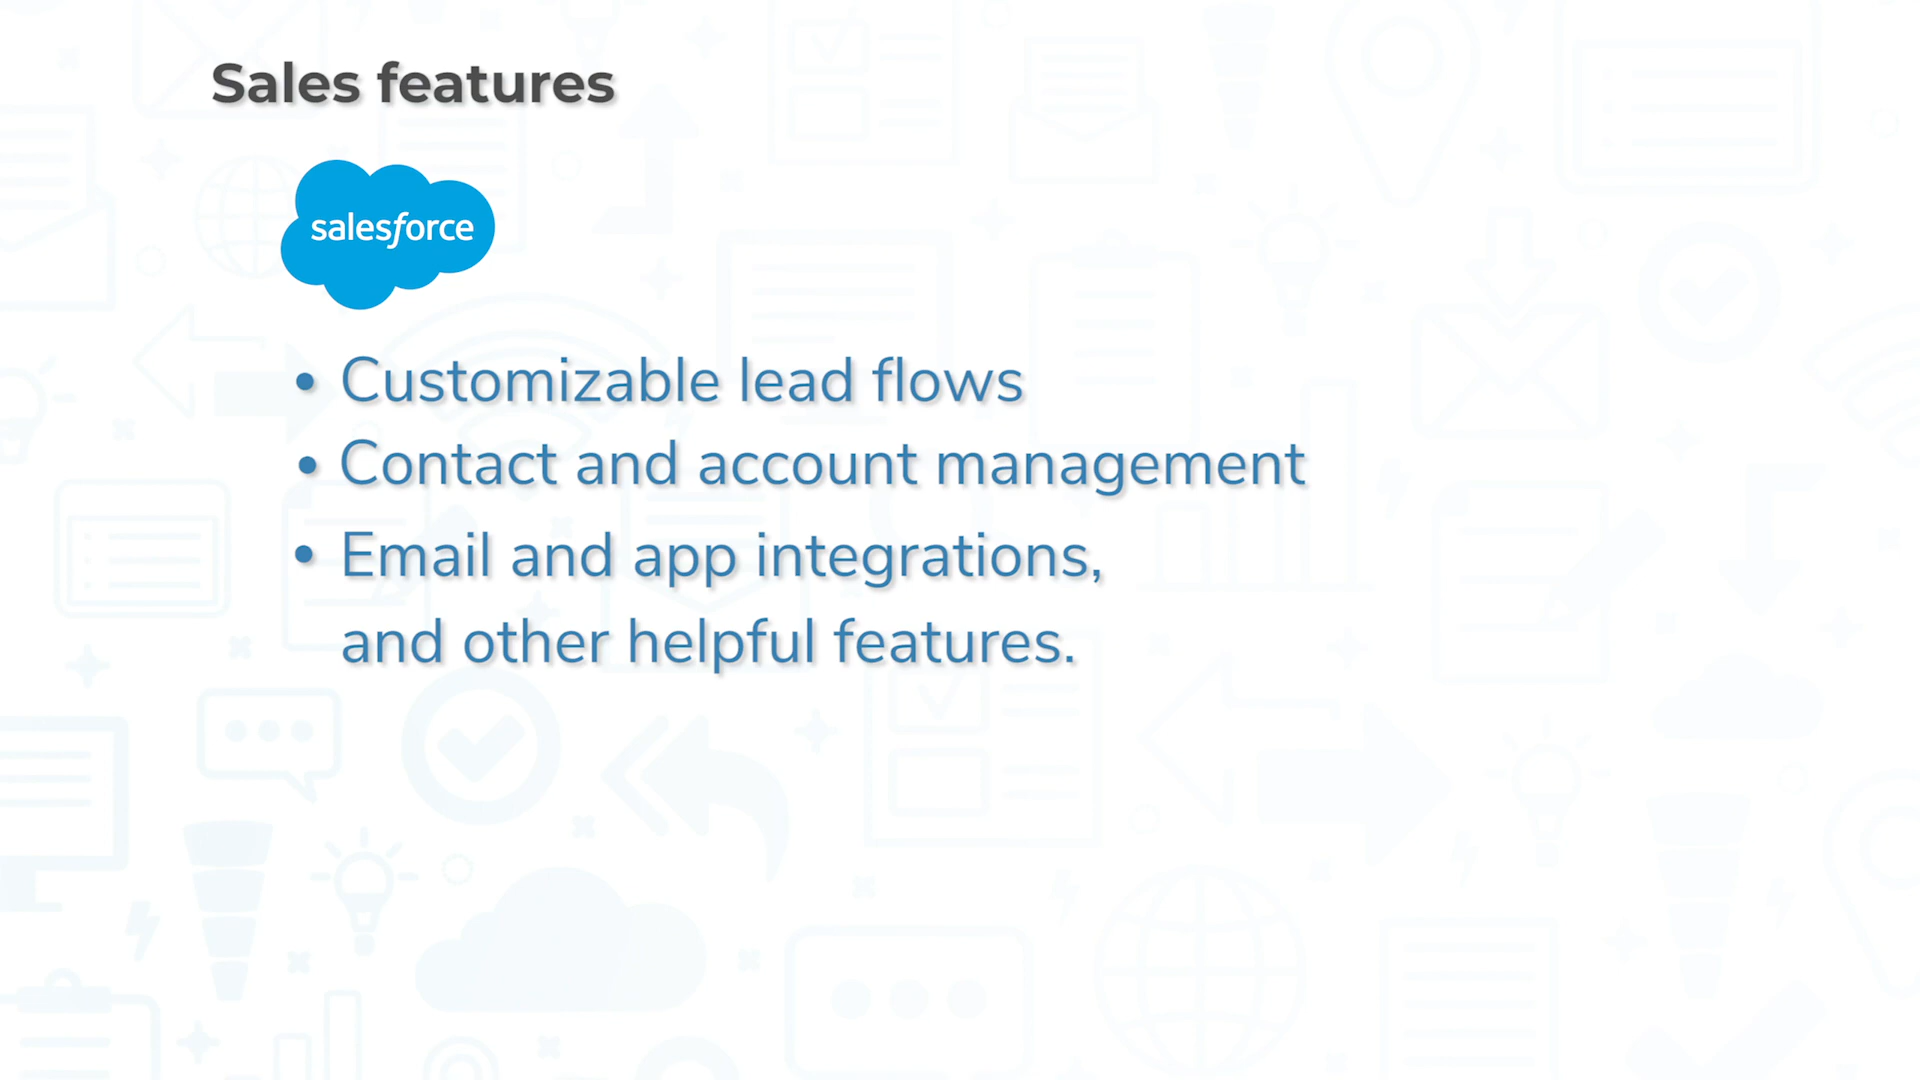 Sales features
salesforce
• Customizable lead flows
• Contact and account management
• Email and app integrations,
and other helpful features.